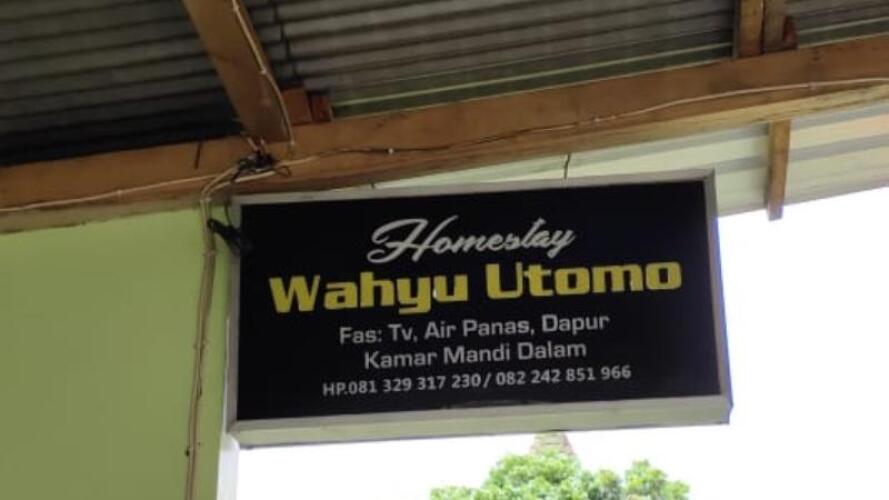 Homestay
Wahyu Utomo
Fas: Tv, Air Panas, Dapur
Kamar Mandi Dalam
HP.081 329 317 230 / 082 242 851 966